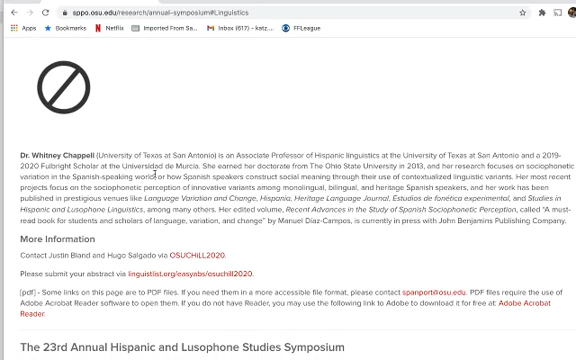 sppo.osu.edu/research/annual-symposium#Linguistics
Apps Bookmarks Netflix Imported From Sa... Inbox (617) - katz... FFLeague
Dr. Whitney Chappell (University of Texas at San Antonio) is an Associate Professor of Hispanic linguistics at the University of Texas at San Antonio and a 2019-
2020 Fulbright Scholar at the Universidad de Murcia. She earned her doctorate from The Ohio State University in 2013, and her research focuses on sociophonetic
variation in the Spanish-speaking world or how Spanish speakers construct social meaning through their use of contextualized linguistic variants. Her most recent
projects focus on the sociophonetic perception of innovative variants among monolingual, bilingual, and heritage Spanish speakers, and her work has been
published in prestigious venues like Language Variation and Change, Hispania, Heritage Language Journal, Estudios de fonética experimental, and Studies in
Hispanic and Lusophone Linguistics, among many others. Her edited volume, Recent Advances in the Study of Spanish Sociophonetic Perception, called "A must-
read book for students and scholars of language, variation, and change" by Manuel Díaz-Campos, is currently in press with John Benjamins Publishing Company.
More Information
Contact Justin Bland and Hugo Salgado via OSUCHiLL2020.
Please submit your abstract via linguistlist.org/easyabs/osuchill2020.
[pdf] - Some links on this page are to PDF files. If you need them in a more accessible file format, please contact spanport@osu.edu. PDF files require the use of
Adobe Acrobat Reader software to open them. If you do not have Reader, you may use the following link to Adobe to download it for free at: Adobe Acrobat
Reader.
The 23rd Annual Hispanic and Lusophone Studies Symposium